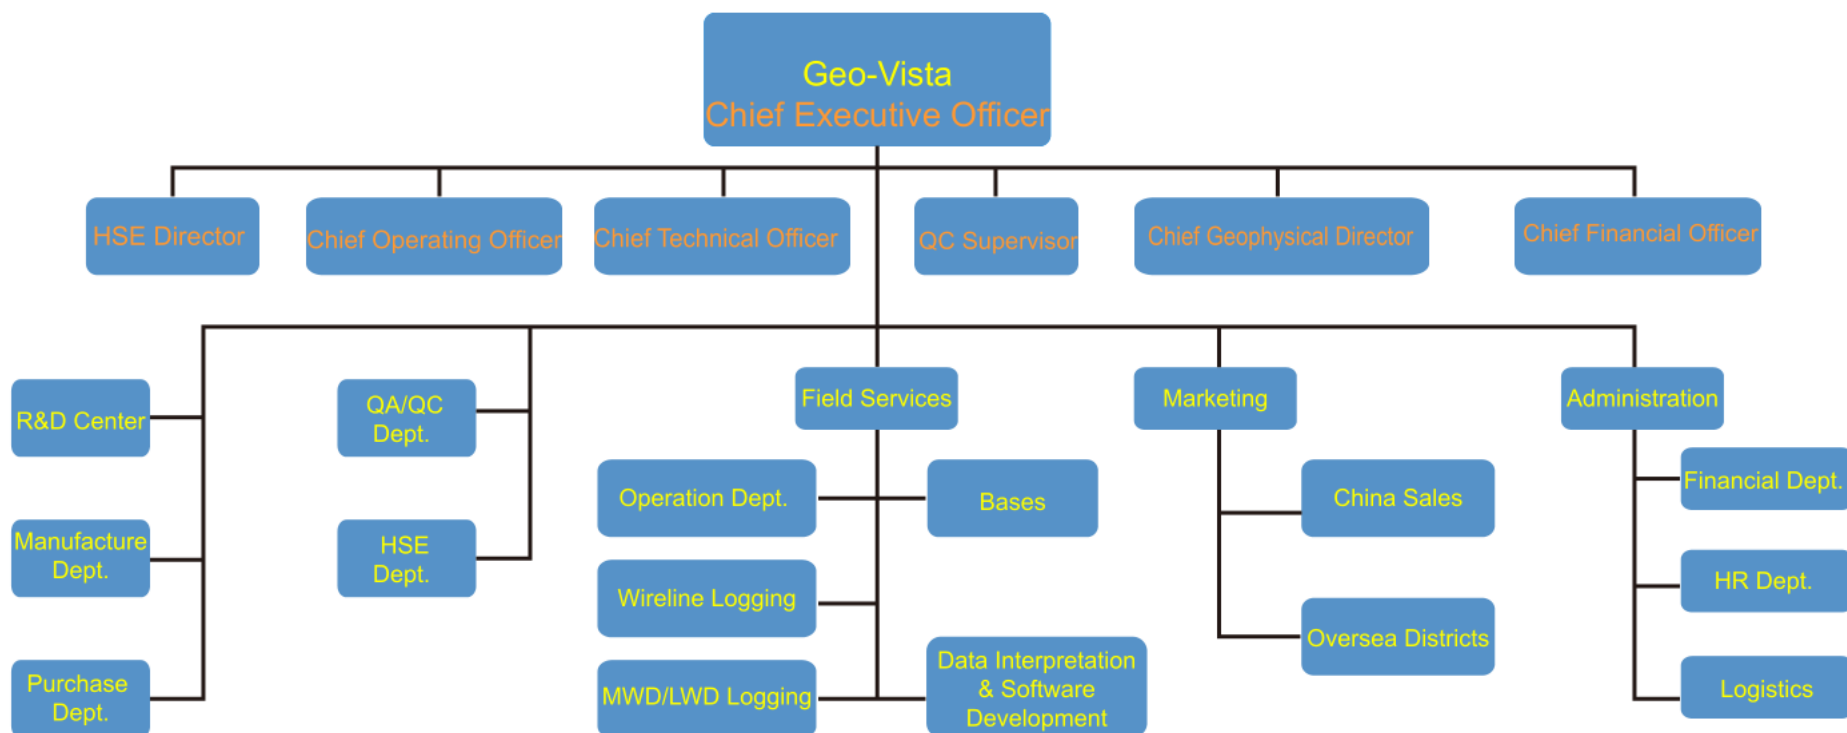 Geo-Vista
Chief Executive Officer
HSE Director
Chief Operating Officer
Chief Technical Officer
QC Supervisor
Chief Geophysical Director
Chief Financial Officer
R&D Center
Manufacture
Dept.
Purchase
Dept.
QA/QC
Dept.
HSE
Dept.
Field Services
Operation Dept.
Bases
Wireline Logging
MWD/LWD Logging
Data Interpretation
& Software
Development
Marketing
China Sales
Oversea Districts
Administration
Financial Dept.
HR Dept.
Logistics